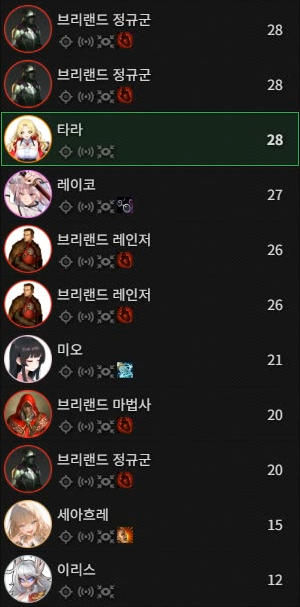 브리랜드 정규군 28
브리랜드 정규군 28
타라 28
레이코 27
브리랜드 레인저 26
브리랜드 레인저 26
미오 21
브리랜드 마법사 20
브리랜드 정규군 20
세아흐레 15
이리스 12